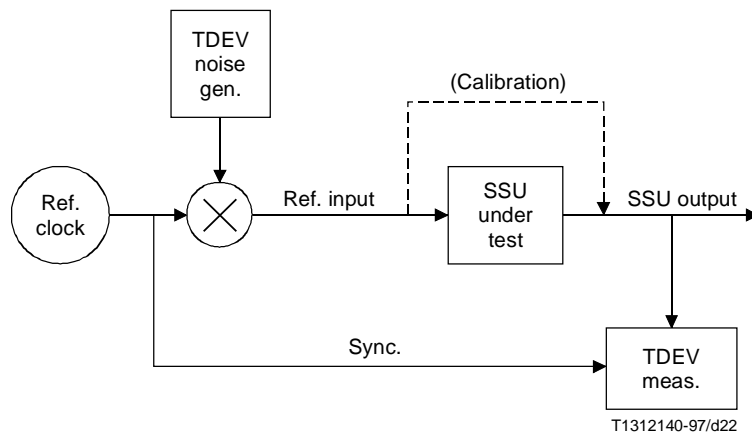 TDEV
noise
gen.
(Calibration)
Ref.
clock
Ref. input
SSU
under
test
SSU output
Sync.
TDEV
meas.
T1312140-97/d22